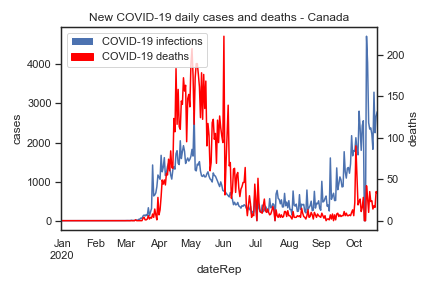 New COVID-19 daily cases and deaths - Canada
COVID-19 infections
COVID-19 deaths
4000
3000
2000
1000
0
cases
200
150
100
50
0
deaths
Jan Feb Mar Apr May Jun Jul Aug Sep Oct
2020
dateRep